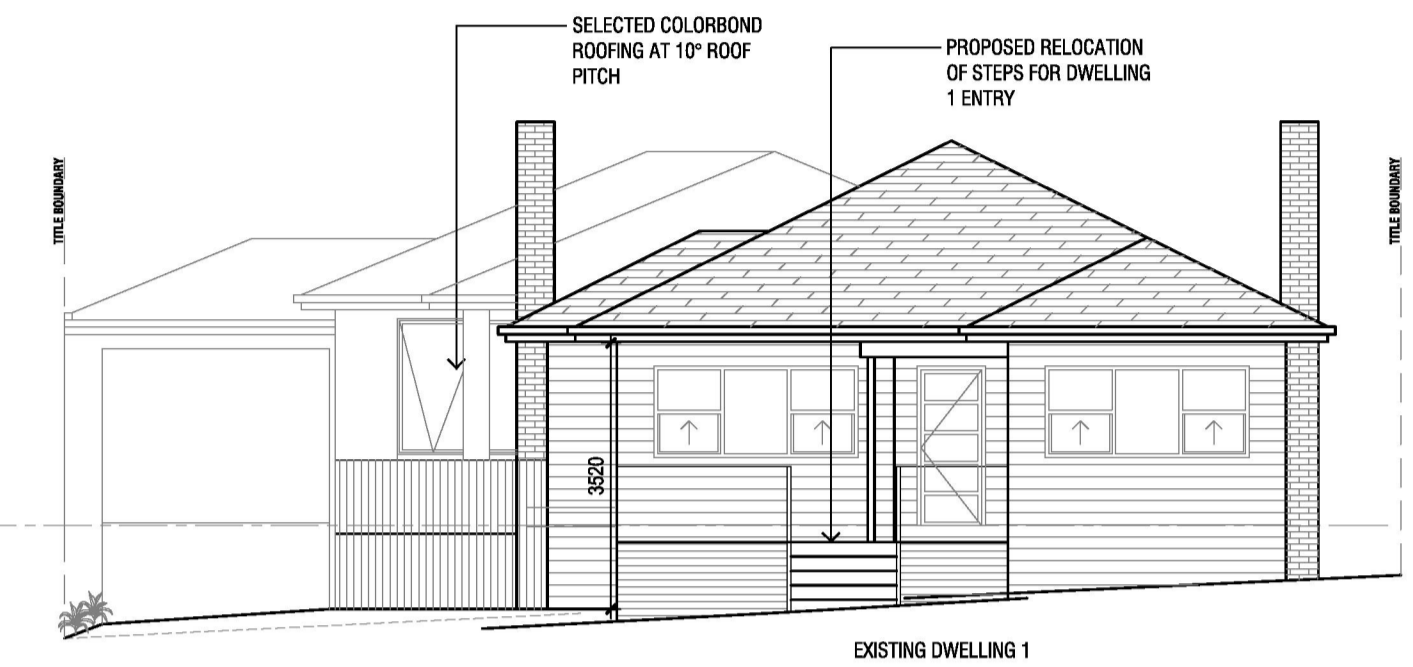 SELECTED COLORBOND
ROOFING AT 10° ROOF
PITCH
PROPOSED RELOCATION
OF STEPS FOR DWELLING
1 ENTRY
TITLE BOUNDARY
TITLE BOUNDARY
3520
EXISTING DWELLING 1